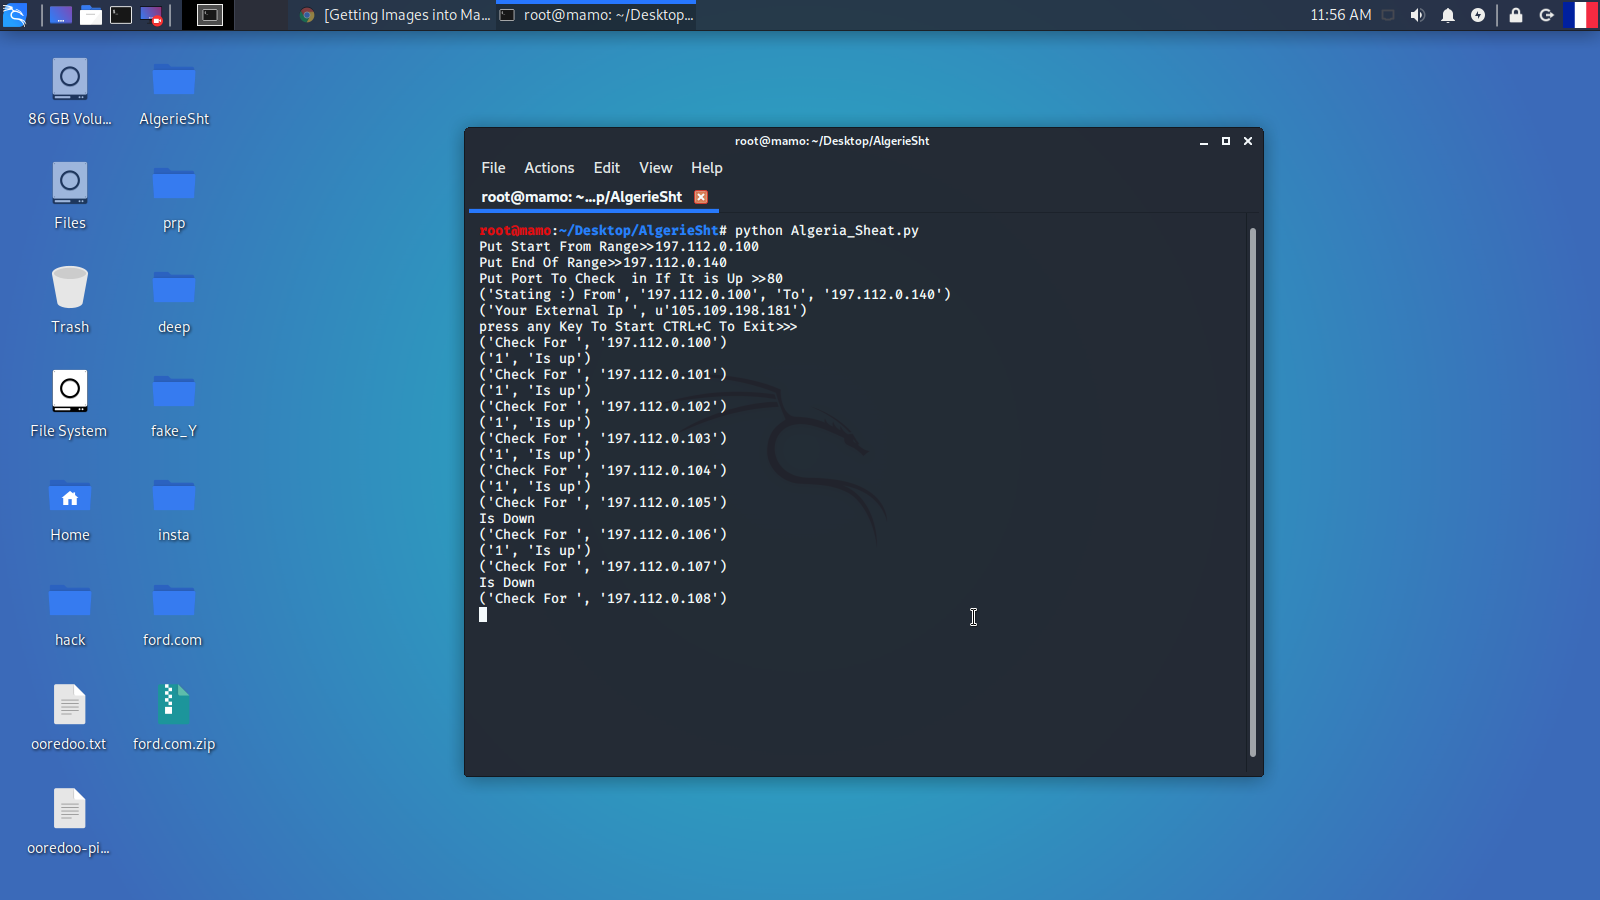 [Getting Images into Ma...
root@mamo: ~/Desktop...
11:56 AM
86 GB Volu...
AlgerieSht
Files
prp
Trash
deep
File System
fake_Y
Home
insta
hack
ford.com
ooredoo.txt
ford.com.zip
ooredoo-pi...
root@mamo: ~/Desktop/AlgerieSht
File Actions Edit View Help
root@mamo: ~...p/AlgerieSht
root@mamo:~/Desktop/AlgerieSht# python Algeria_Sheat.py
Put Start From Range>>197.112.0.100
Put End Of Range>>197.112.0.140
Put Port To Check  in If It is Up >>80
('Stating :) From', '197.112.0.100', 'To', '197.112.0.140')
('Your External Ip ', u'105.109.198.181')
press any Key To Start CTRL+C To Exit>>>
('Check For ', '197.112.0.100')
('1', 'Is up')
('Check For ', '197.112.0.101')
('1', 'Is up')
('Check For ', '197.112.0.102')
('1', 'Is up')
('Check For ', '197.112.0.103')
('1', 'Is up')
('Check For ', '197.112.0.104')
('1', 'Is up')
('Check For ', '197.112.0.105')
Is Down
('Check For ', '197.112.0.106')
('1', 'Is up')
('Check For ', '197.112.0.107')
Is Down
('Check For ', '197.112.0.108')